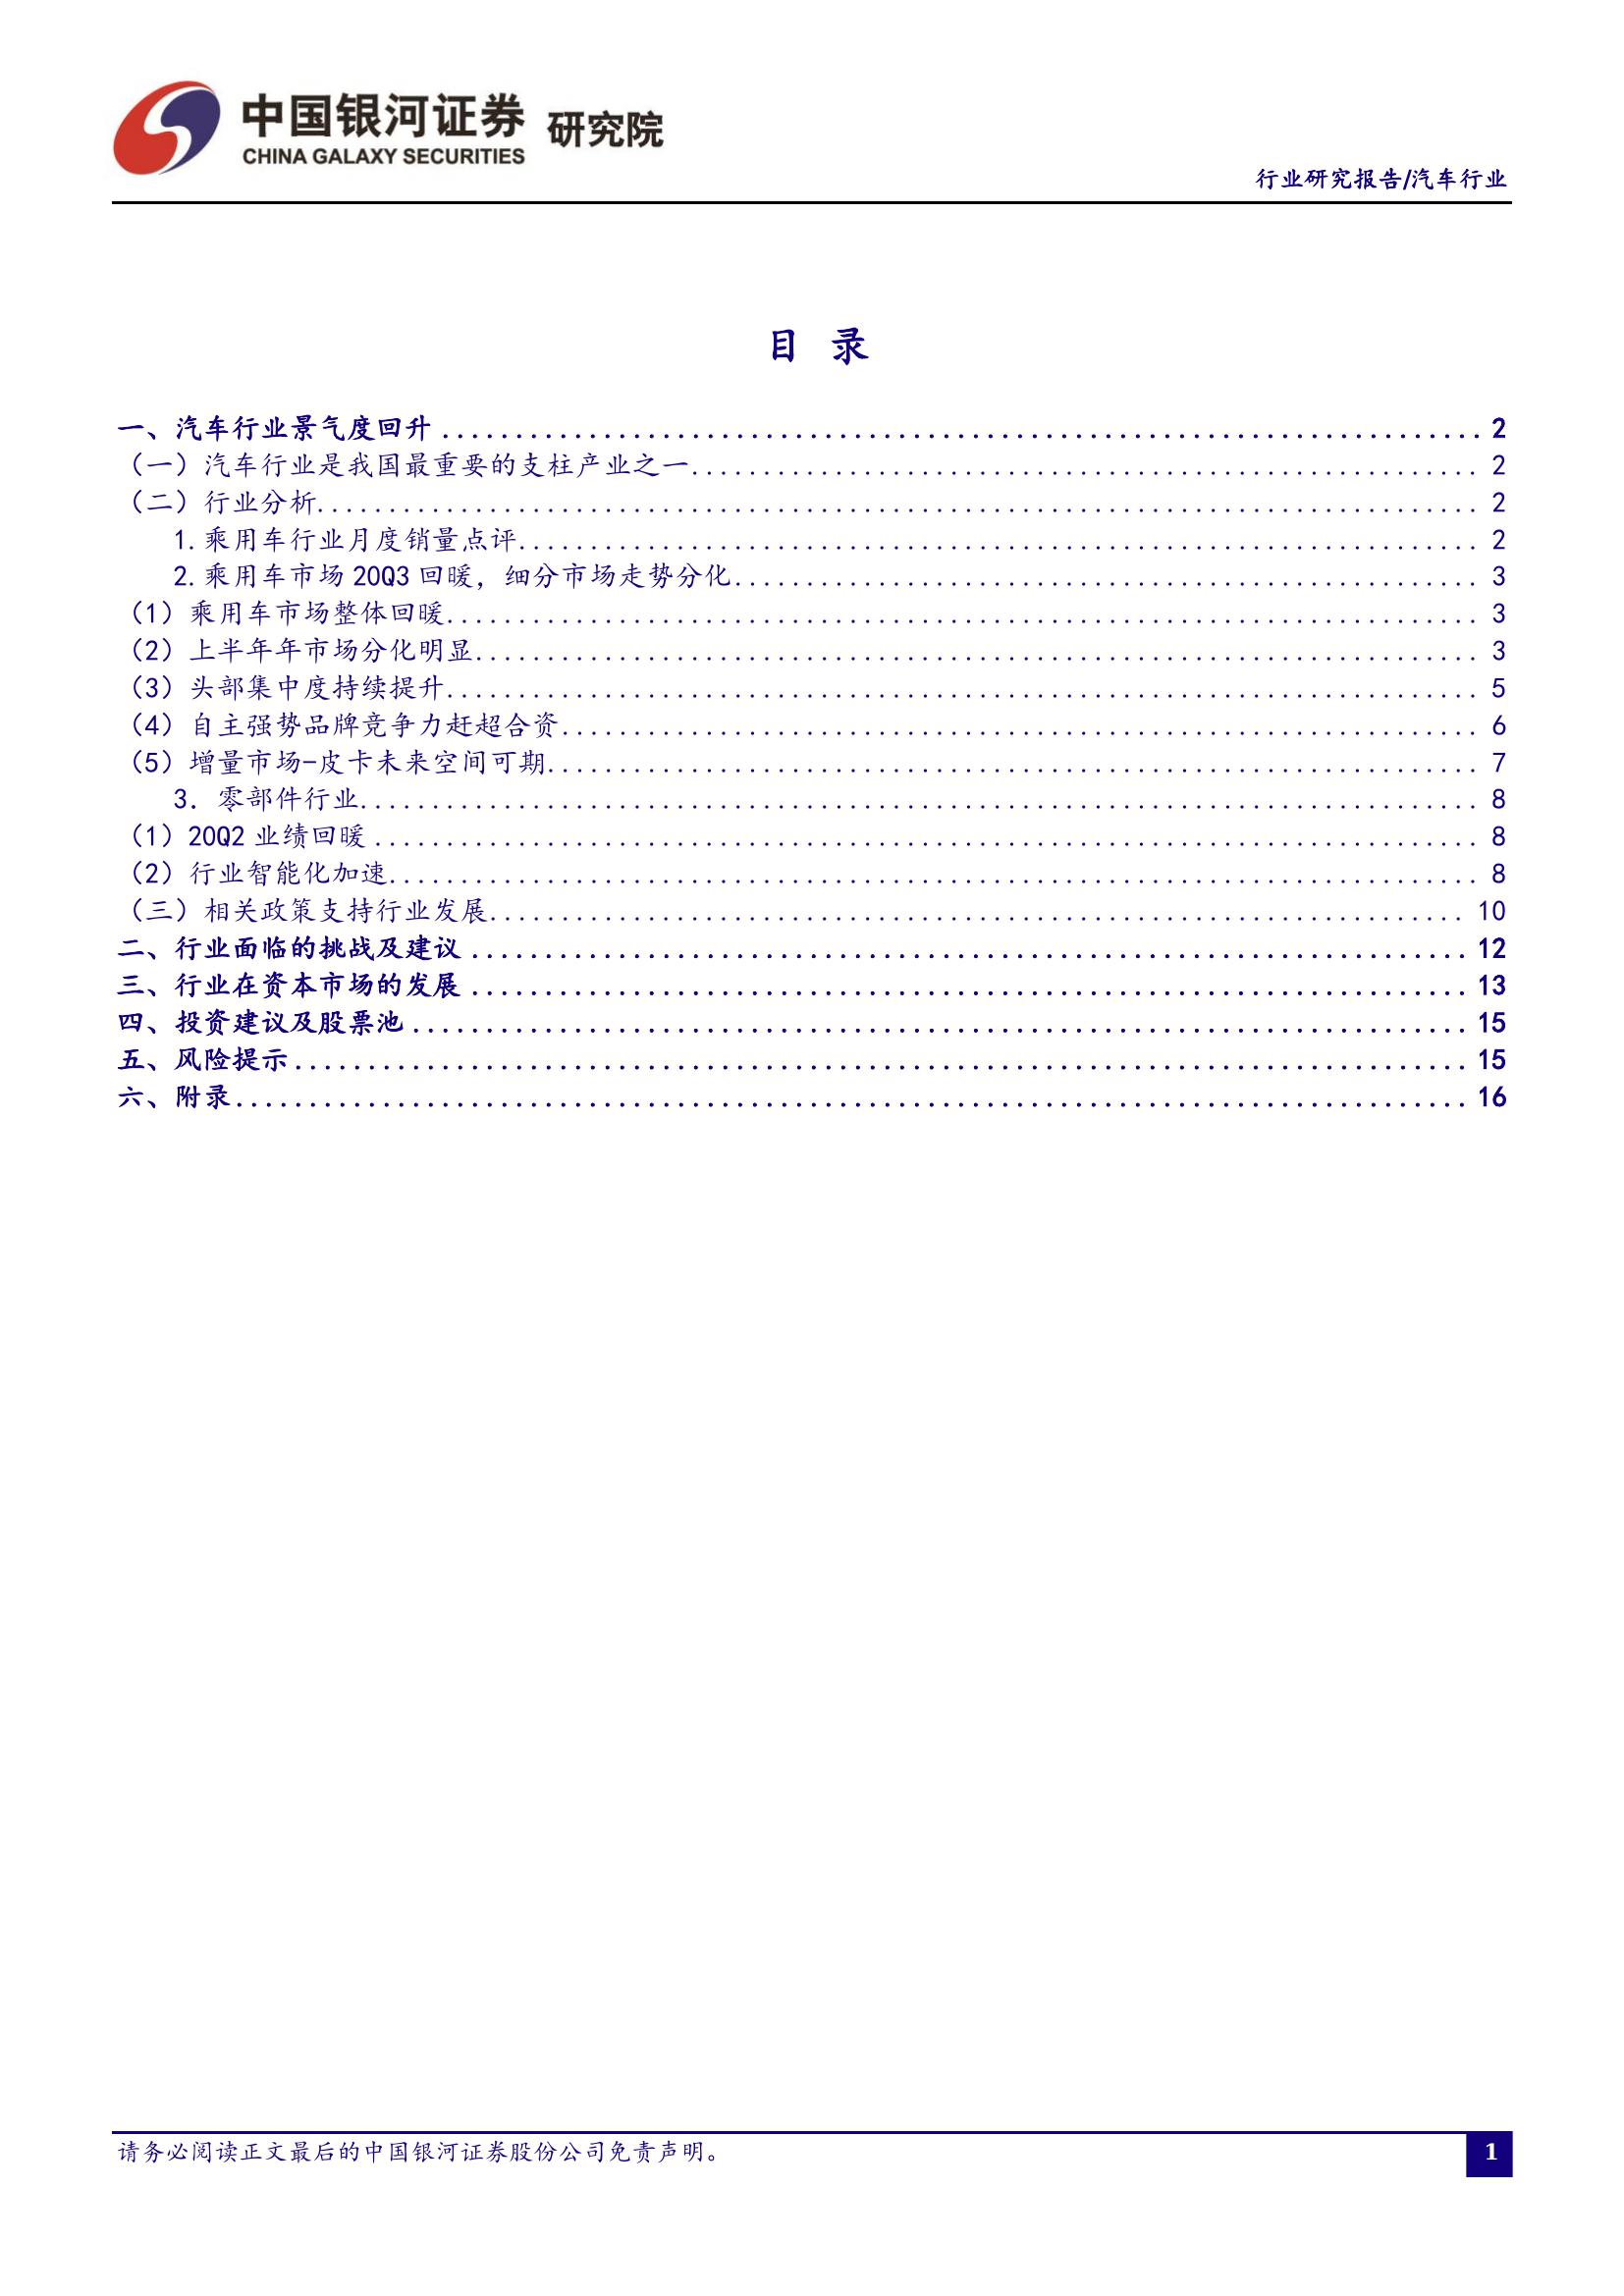 中国银河证券 研究院
CHINA GALAXY SECURITIES
行业研究报告/汽车行业
目 录
一、汽车行业景气度回升 ........................................................................ 2
（一）汽车行业是我国最重要的支柱产业之一....................................................... 2
（二）行业分析................................................................................. 2
1.乘用车行业月度销量点评................................................................... 2
2.乘用车市场 20Q3 回暖，细分市场走势分化.................................................... 3
（1）乘用车市场整体回暖........................................................................ 3
（2）上半年年市场分化明显...................................................................... 3
（3）头部集中度持续提升........................................................................ 5
（4）自主强势品牌竞争力赶超合资................................................................ 6
（5）增量市场-皮卡未来空间可期................................................................. 7
3. 零部件行业.............................................................................. 8
（1）20Q2 业绩回暖 ............................................................................. 8
（2）行业智能化加速............................................................................ 8
（三）相关政策支持行业发展.................................................................... 10
二、行业面临的挑战及建议 ..................................................................... 12
三、行业在资本市场的发展 ..................................................................... 13
四、投资建议及股票池 ......................................................................... 15
五、风险提示 ................................................................................. 15
六、附录..................................................................................... 16
请务必阅读正文最后的中国银河证券股份公司免责声明。
1